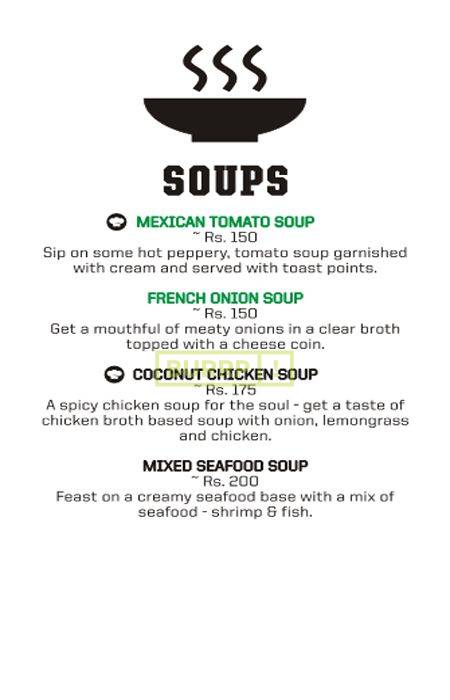 SOUPS
MEXICAN TOMATO SOUP
~ Rs. 150
Sip on some hot peppery, tomato soup garnished
with cream and served with toast points.
FRENCH ONION SOUP
~ Rs. 150
Get a mouthful of meaty onions in a clear broth
topped with a cheese coin.
COCONUT CHICKEN SOUP
~ Rs. 175
A spicy chicken soup for the soul - get a taste of
chicken broth based soup with onion, lemongrass
and chicken.
MIXED SEAFOOD SOUP
~ Rs. 200
Feast on a creamy seafood base with a mix of
seafood - shrimp & fish.